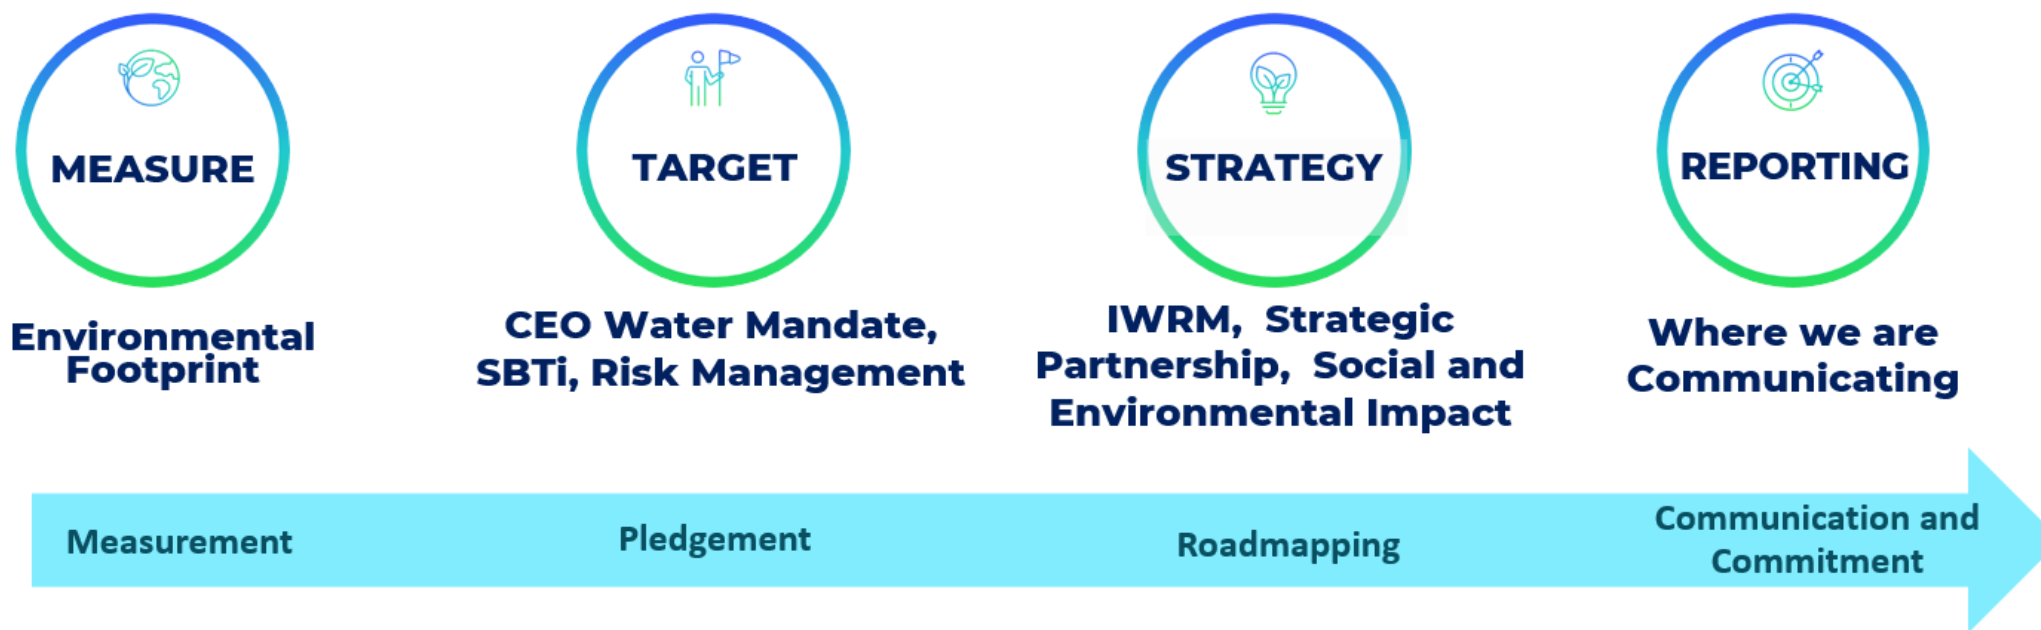 MEASURE
TARGET
STRATEGY
REPORTING
Environmental
Footprint
CEO Water Mandate,
SBTi, Risk Management
IWRM, Strategic
Partnership, Social and
Environmental Impact
Where we are
Communicating
Measurement
Pledgement
Roadmapping
Communication and
Commitment